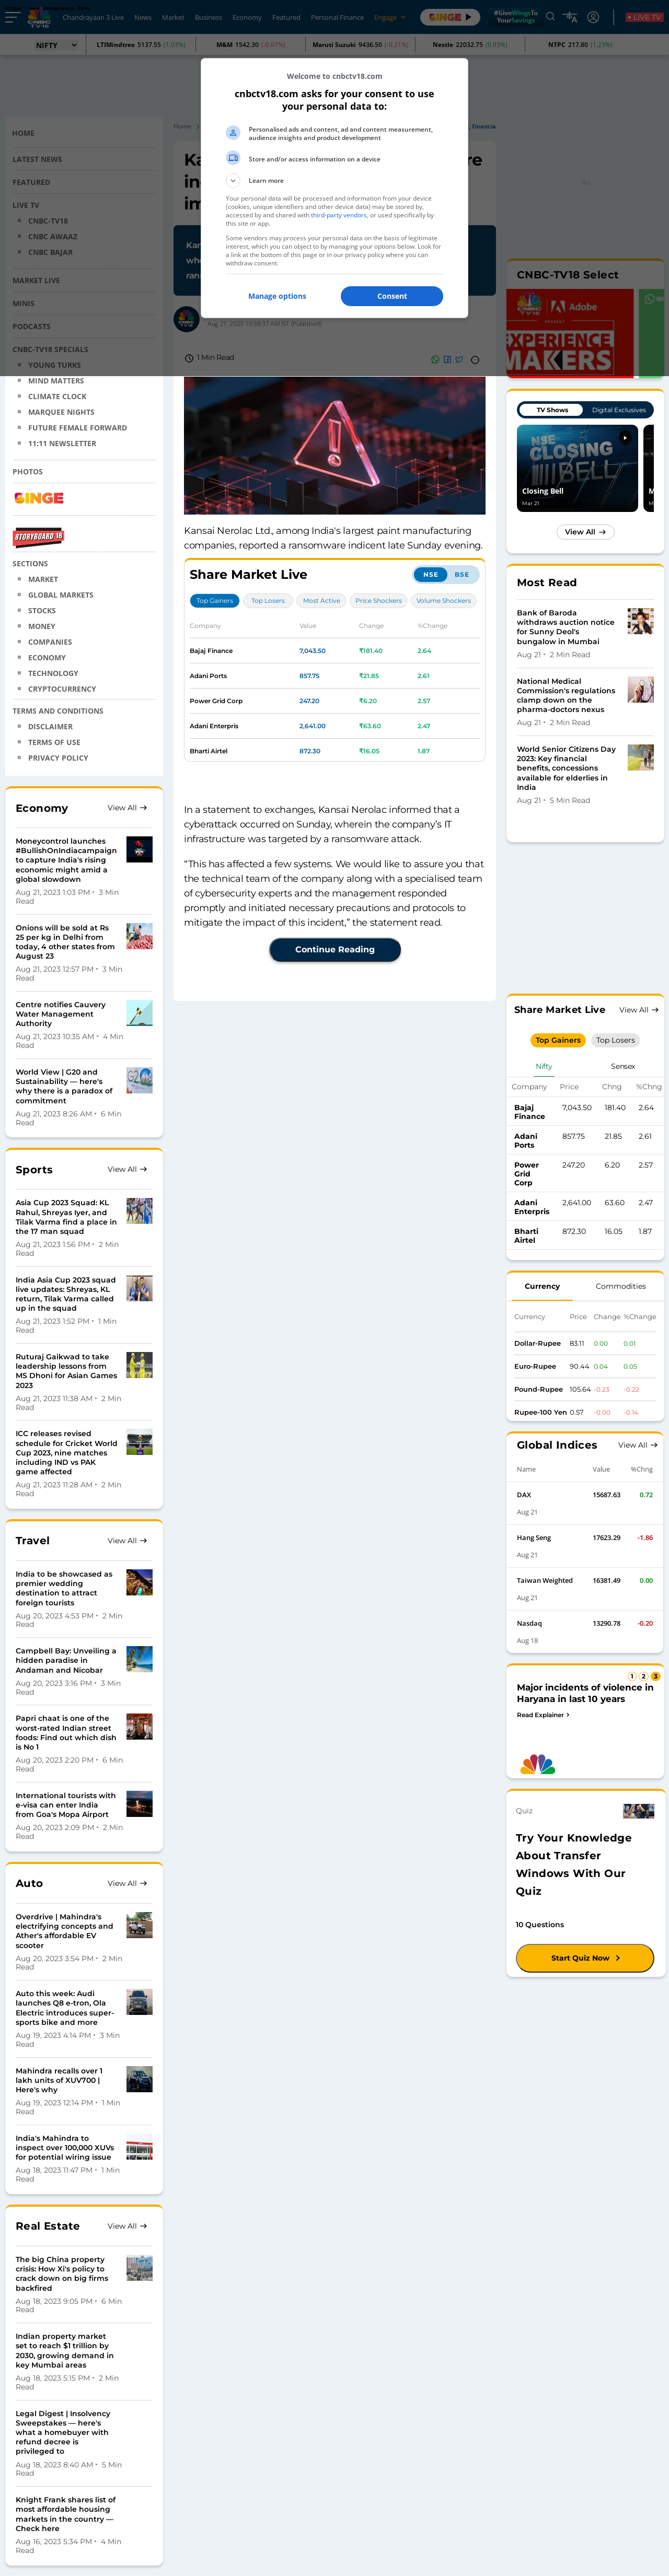 Chandrayaan 3 Live
News
Market
Business
Economy
Featured
Personal Finance
Engage
BINGE
#GiveWingsTo
YourSavings
LIVE TV
NIFTY
LTIMindtree 5137.55 (1.03%)
M&M 1542.30 (-0.67%)
Maruti Suzuki 9436.50 (-0.21%)
Nestle 22032.75 (0.93%)
NTPC 217.80 (1.23%)
Welcome to cnbctv18.com
cnbctv18.com asks for your consent to use
your personal data to:
Personalised ads and content, ad and content measurement,
audience insights and product development
Store and/or access information on a device
Learn more
Your personal data will be processed and information from your device
(cookies, unique identifiers and other device data) may be stored by,
accessed by and shared with third-party vendors, or used specifically by
this site or app.
Some vendors may process your personal data on the basis of legitimate
interest, which you can object to by managing your options below. Look for
a link at the bottom of this page or in our privacy policy where you can
withdraw consent.
Manage options
Consent
HOME
LATEST NEWS
FEATURED
LIVE TV
CNBC-TV18
CNBC AWAAZ
CNBC BAJAR
MARKET LIVE
MINIS
PODCASTS
CNBC-TV18 SPECIALS
YOUNG TURKS
MIND MATTERS
CLIMATE CLOCK
MARQUEE NIGHTS
FUTURE FEMALE FORWARD
11:11 NEWSLETTER
PHOTOS
BINGE
STORYBOARD 18
SECTIONS
MARKET
GLOBAL MARKETS
STOCKS
MONEY
COMPANIES
ECONOMY
TECHNOLOGY
CRYPTOCURRENCY
TERMS AND CONDITIONS
DISCLAIMER
TERMS OF USE
PRIVACY POLICY
Economy
View All
Moneycontrol launches
#BullishOnIndiacampaign
to capture India's rising
economic might amid a
global slowdown
Aug 21, 2023 1:03 PM • 3 Min
Read
Onions will be sold at Rs
25 per kg in Delhi from
today, 4 other states from
August 23
Aug 21, 2023 12:57 PM • 3 Min
Read
Centre notifies Cauvery
Water Management
Authority
Aug 21, 2023 10:35 AM • 4 Min
Read
World View | G20 and
Sustainability — here's
why there is a paradox of
commitment
Aug 21, 2023 8:26 AM • 6 Min
Read
Sports
View All
Asia Cup 2023 Squad: KL
Rahul, Shreyas Iyer, and
Tilak Varma find a place in
the 17 man squad
Aug 21, 2023 1:56 PM • 2 Min
Read
India Asia Cup 2023 squad
live updates: Shreyas, KL
return, Tilak Varma called
up in the squad
Aug 21, 2023 1:52 PM • 1 Min
Read
Ruturaj Gaikwad to take
leadership lessons from
MS Dhoni for Asian Games
2023
Aug 21, 2023 11:38 AM • 2 Min
Read
ICC releases revised
schedule for Cricket World
Cup 2023, nine matches
including IND vs PAK
game affected
Aug 21, 2023 11:28 AM • 2 Min
Read
Travel
View All
India to be showcased as
premier wedding
destination to attract
foreign tourists
Aug 20, 2023 4:53 PM • 2 Min
Read
Campbell Bay: Unveiling a
hidden paradise in
Andaman and Nicobar
Aug 20, 2023 3:16 PM • 3 Min
Read
Papri chaat is one of the
worst-rated Indian street
foods: Find out which dish
is No 1
Aug 20, 2023 2:20 PM • 6 Min
Read
International tourists with
e-visa can enter India
from Goa's Mopa Airport
Aug 20, 2023 2:09 PM • 2 Min
Read
Auto
View All
Overdrive | Mahindra's
electrifying concepts and
Ather's affordable EV
scooter
Aug 20, 2023 3:54 PM • 2 Min
Read
Auto this week: Audi
launches Q8 e-tron, Ola
Electric introduces super-
sports bike and more
Aug 19, 2023 4:14 PM • 3 Min
Read
Mahindra recalls over 1
lakh units of XUV700 |
Here's why
Aug 19, 2023 12:14 PM • 1 Min
Read
India's Mahindra to
inspect over 100,000 XUVs
for potential wiring issue
Aug 18, 2023 11:47 PM • 1 Min
Read
Real Estate
View All
The big China property
crisis: How Xi's policy to
crack down on big firms
backfired
Aug 18, 2023 9:05 PM • 6 Min
Read
Indian property market
set to reach $1 trillion by
2030, growing demand in
key Mumbai areas
Aug 18, 2023 5:15 PM • 2 Min
Read
Legal Digest | Insolvency
Sweepstakes — here's
what a homebuyer with
refund decree is
privileged to
Aug 18, 2023 8:40 AM • 5 Min
Read
Knight Frank shares list of
most affordable housing
markets in the country —
Check here
Aug 16, 2023 5:34 PM • 4 Min
Read
Home
Aug 21, 2023 10:38:37 AM IST (Published)
1 Min Read
Kansai Nerolac Ltd., among India's largest paint manufacturing
companies, reported a ransomware indicent late Sunday evening.
Share Market Live
NSE
BSE
Top Gainers
Top Losers
Most Active
Price Shockers
Volume Shockers
Company Value Change %Change
Bajaj Finance 7,043.50 ₹181.40 2.64
Adani Ports 857.75 ₹21.85 2.61
Power Grid Corp 247.20 ₹6.20 2.57
Adani Enterpris 2,641.00 ₹63.60 2.47
Bharti Airtel 872.30 ₹16.05 1.87
In a statement to exchanges, Kansai Nerolac informed that a
cyberattack occurred on Sunday, wherein the company’s IT
infrastructure was targeted by a ransomware attack.
“This has affected a few systems. We would like to assure you that
the technical team of the company along with a specialised team
of cybersecurity experts and the management responded
promptly and initiated necessary precautions and protocols to
mitigate the impact of this incident,” the statement read.
Continue Reading
Ad
CNBC-TV18 Select
ADOBE
EXPERIENCE
MAKERS
TV Shows
Digital Exclusives
NSE
CLOSING
BELL
Closing Bell
Mar 21
View All
Most Read
Bank of Baroda
withdraws auction notice
for Sunny Deol's
bungalow in Mumbai
Aug 21 • 2 Min Read
National Medical
Commission's regulations
clamp down on the
pharma-doctors nexus
Aug 21 • 2 Min Read
World Senior Citizens Day
2023: Key financial
benefits, concessions
available for elderlies in
India
Aug 21 • 5 Min Read
Share Market Live
View All
Top Gainers
Top Losers
Nifty
Sensex
Company Price Chng %Chng
Bajaj
Finance 7,043.50 181.40 2.64
Adani
Ports 857.75 21.85 2.61
Power
Grid
Corp 247.20 6.20 2.57
Adani
Enterpris 2,641.00 63.60 2.47
Bharti
Airtel 872.30 16.05 1.87
Currency
Commodities
Currency Price Change %Change
Dollar-Rupee 83.11 0.00 0.01
Euro-Rupee 90.44 0.04 0.05
Pound-Rupee 105.64 -0.23 -0.22
Rupee-100 Yen 0.57 -0.00 -0.14
Global Indices
View All
Name Value %Chng
DAX 15687.63 0.72
Aug 21
Hang Seng 17623.29 -1.86
Aug 21
Taiwan Weighted 16381.49 0.00
Aug 21
Nasdaq 13290.78 -0.20
Aug 18
1 2 3
Major incidents of violence in
Haryana in last 10 years
Read Explainer
Quiz
Try Your Knowledge
About Transfer
Windows With Our
Quiz
10 Questions
Start Quiz Now